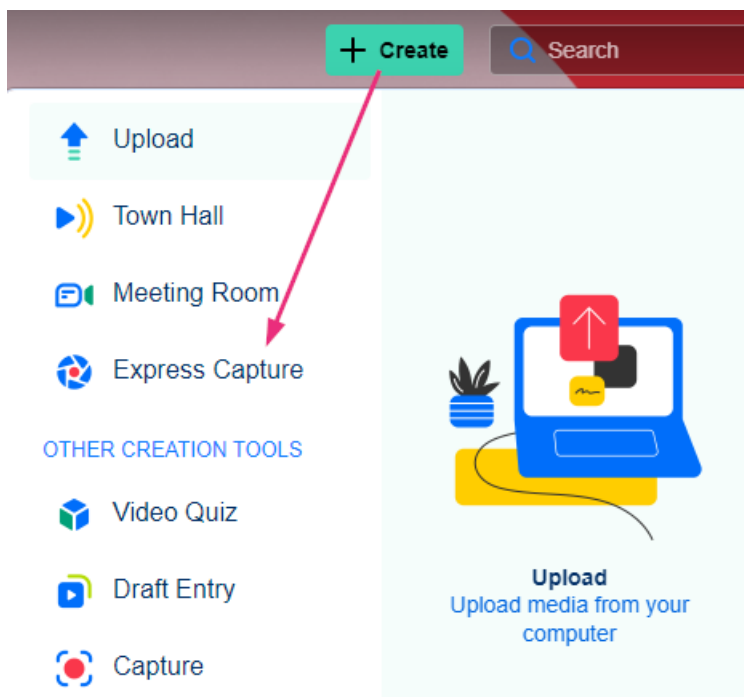 + Create
Search
Upload
Town Hall
Meeting Room
Express Capture
OTHER CREATION TOOLS
Video Quiz
Draft Entry
Capture
Upload
Upload media from your
computer